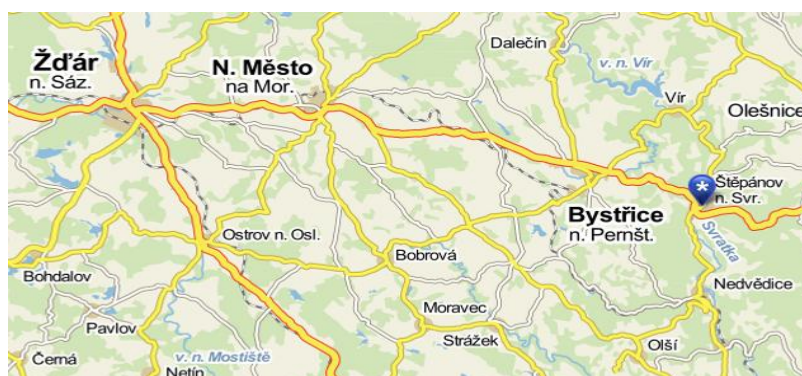 Žďár
n. Sáz.
N. Město
na Mor.
Dalečín
v. n. Vír
Vír
Olešnice
Štěpánov
n. Svr.
Svratka
Bystřice
n. Pernšt.
Ostrov n. Osl.
Bobrová
Bohdalov
Nedvědice
Moravec
Pavlov
Strážek
Olší
Černá
v. n. Mostiště
Netín